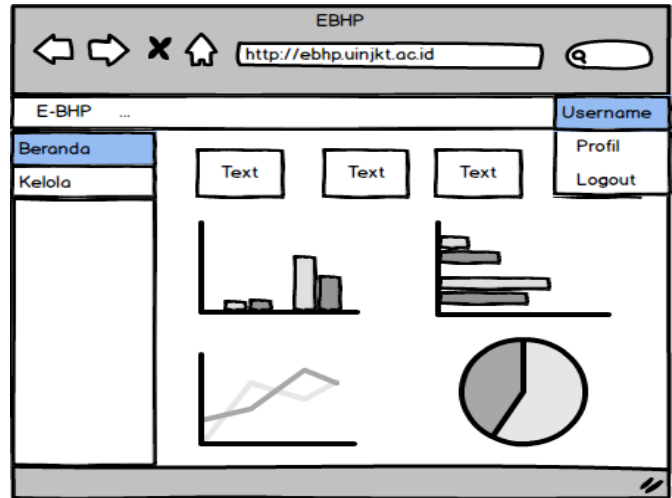 EBHP
http://ebhp.uinjkt.ac.id
E-BHP ...
Username
Beranda
Profil
Kelola
Logout
Text
Text
Text